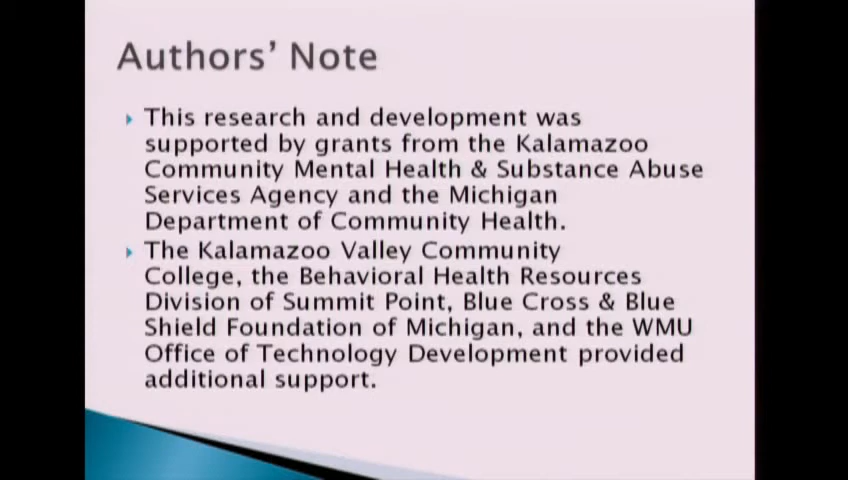 Authors’ Note
This research and development was
supported by grants from the Kalamazoo
Community Mental Health & Substance Abuse
Services Agency and the Michigan
Department of Community Health.
The Kalamazoo Valley Community
College, the Behavioral Health Resources
Division of Summit Point, Blue Cross & Blue
Shield Foundation of Michigan, and the WMU
Office of Technology Development provided
additional support.